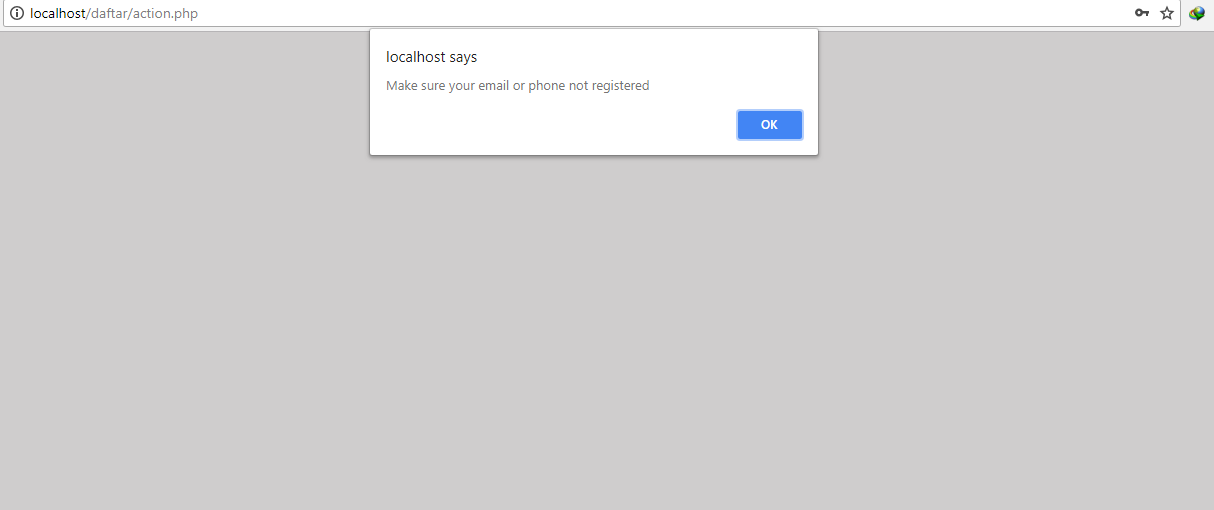 localhost/daftar/action.php
localhost says
Make sure your email or phone not registered
OK